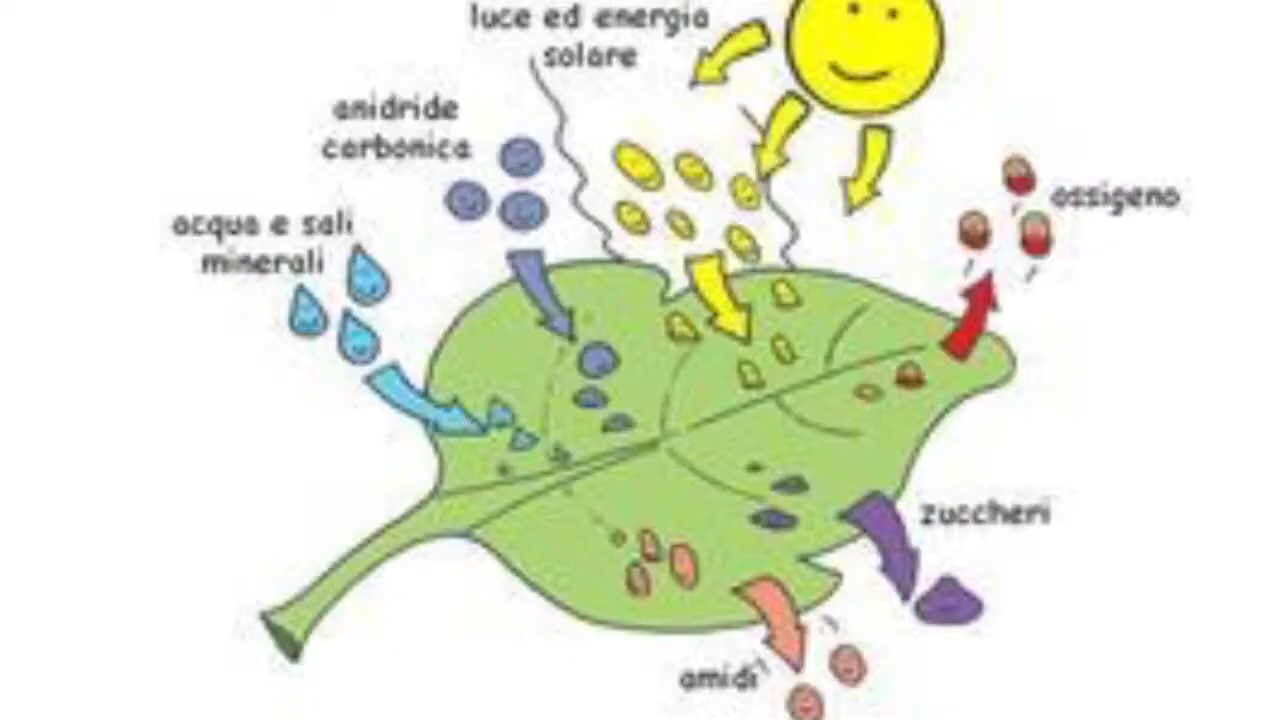 luce ed energia
solare
anidride
carbonica
acqua e sali
minerali
ossigeno
zuccheri
amidi